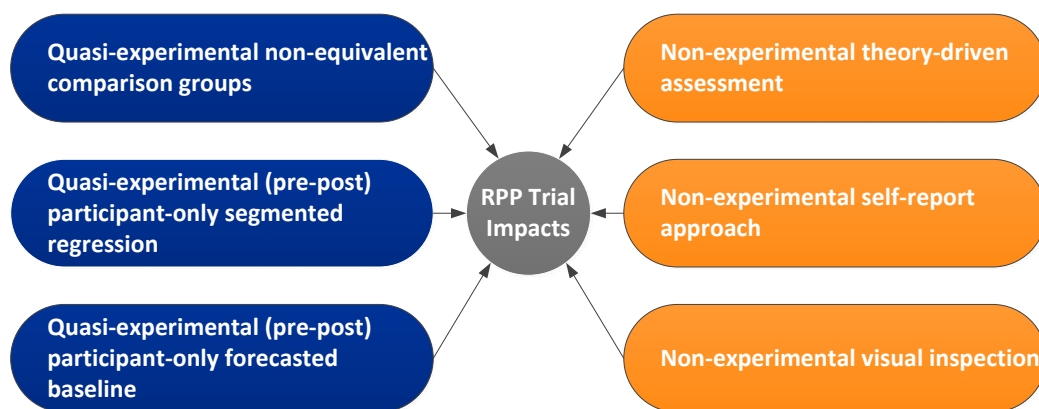 Quasi-experimental non-equivalent
comparison groups
Quasi-experimental (pre-post)
participant-only segmented
regression
Quasi-experimental (pre-post)
participant-only forecasted
baseline
RPP Trial
Impacts
Non-experimental theory-driven
assessment
Non-experimental self-report
approach
Non-experimental visual inspection